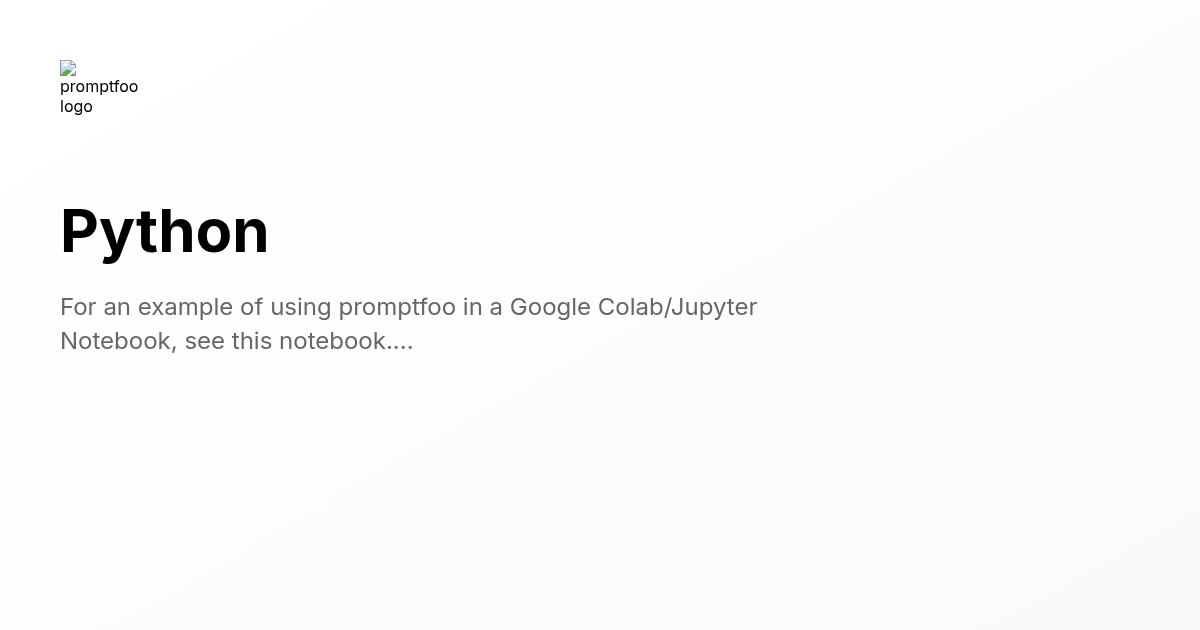 promptfoo
logo
Python
For an example of using promptfoo in a Google Colab/Jupyter
Notebook, see this notebook....